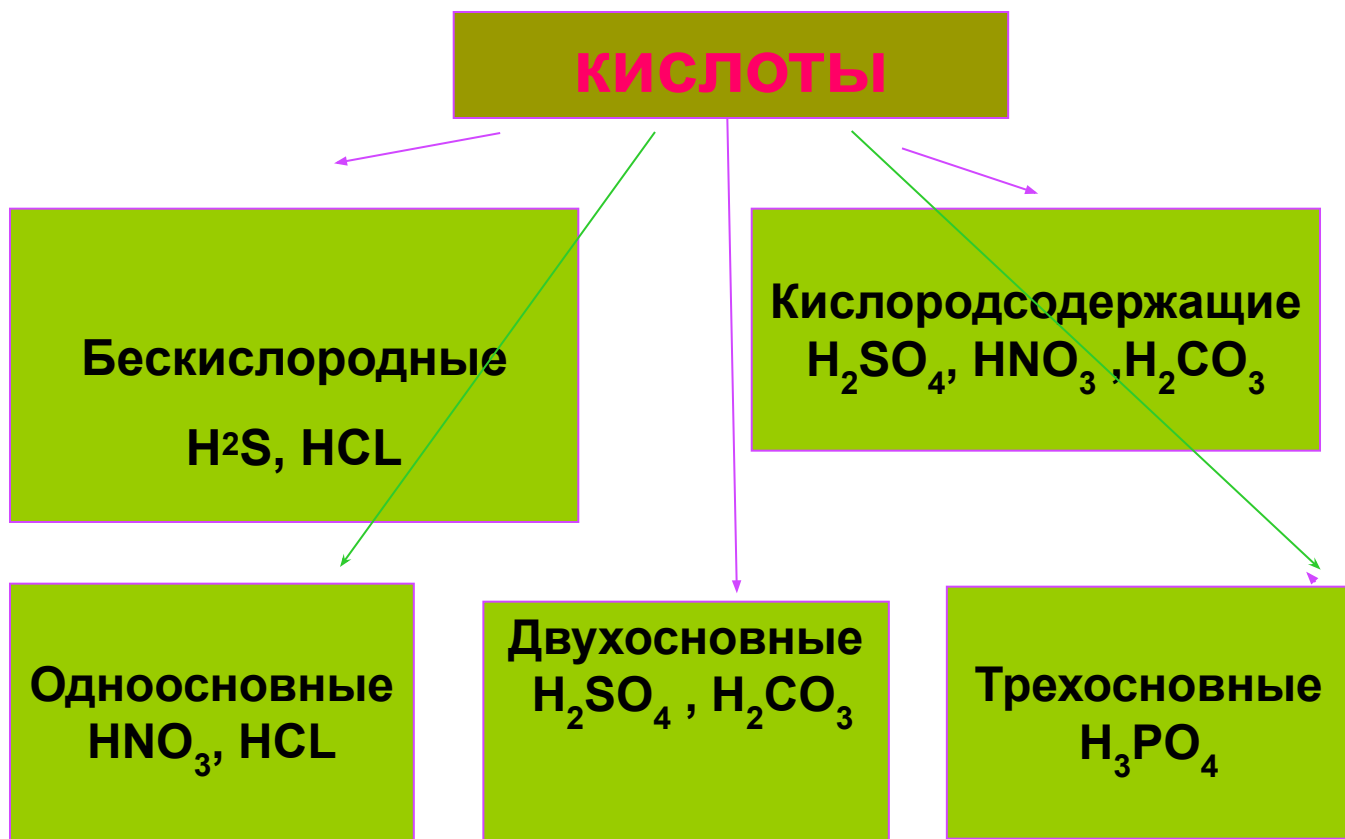 кислоты
Бескислородные
H²S, HCL
Кислородсодержащие
H₂SO₄, HNO₃ ,H₂CO₃
Одноосновные
HNO₃, HCL
Двухосновные
H₂SO₄ , H₂CO₃
Трехосновные
H₃PO₄